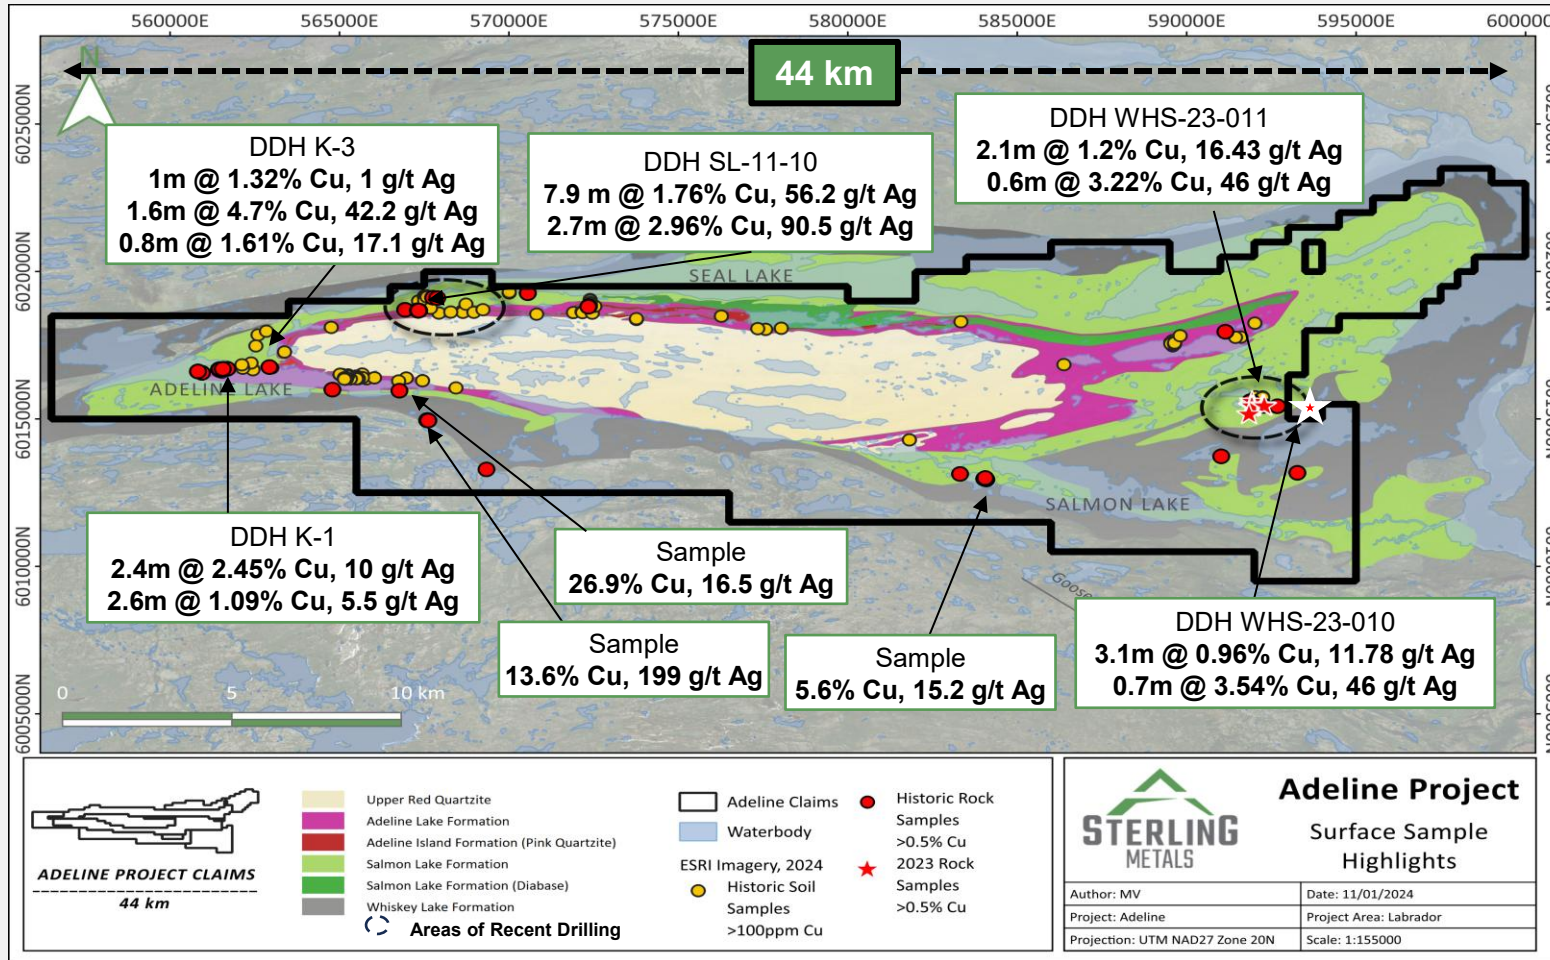 560000E 565000E 570000E 575000E 580000E 585000E 590000E 595000E 600000
N
44 km
6025000N
6020000N
6015000N
6010000N
6005000N
DDH K-3
1m @ 1.32% Cu, 1 g/t Ag
1.6m @ 4.7% Cu, 42.2 g/t Ag
0.8m @ 1.61% Cu, 17.1 g/t Ag
DDH SL-11-10
7.9 m @ 1.76% Cu, 56.2 g/t Ag
2.7m @ 2.96% Cu, 90.5 g/t Ag
DDH WHS-23-011
2.1m @ 1.2% Cu, 16.43 g/t Ag
0.6m @ 3.22% Cu, 46 g/t Ag
SEAL LAKE
ADELINE LAKE
SALMON LAKE
Goose
DDH K-1
2.4m @ 2.45% Cu, 10 g/t Ag
2.6m @ 1.09% Cu, 5.5 g/t Ag
Sample
26.9% Cu, 16.5 g/t Ag
Sample
13.6% Cu, 199 g/t Ag
Sample
5.6% Cu, 15.2 g/t Ag
DDH WHS-23-010
3.1m @ 0.96% Cu, 11.78 g/t Ag
0.7m @ 3.54% Cu, 46 g/t Ag
0 5 10 km
ADELINE PROJECT CLAIMS
44 km
Upper Red Quartzite
Adeline Lake Formation
Adeline Island Formation (Pink Quartzite)
Salmon Lake Formation
Salmon Lake Formation (Diabase)
Whiskey Lake Formation
Areas of Recent Drilling
Adeline Claims
Waterbody
ESRI Imagery, 2024
Historic Soil
Samples
>100ppm Cu
Historic Rock
Samples
>0.5% Cu
2023 Rock
Samples
>0.5% Cu
STERLING
METALS
Adeline Project
Surface Sample
Highlights
Author: MV
Date: 11/01/2024
Project: Adeline
Project Area: Labrador
Projection: UTM NAD27 Zone 20N
Scale: 1:155000